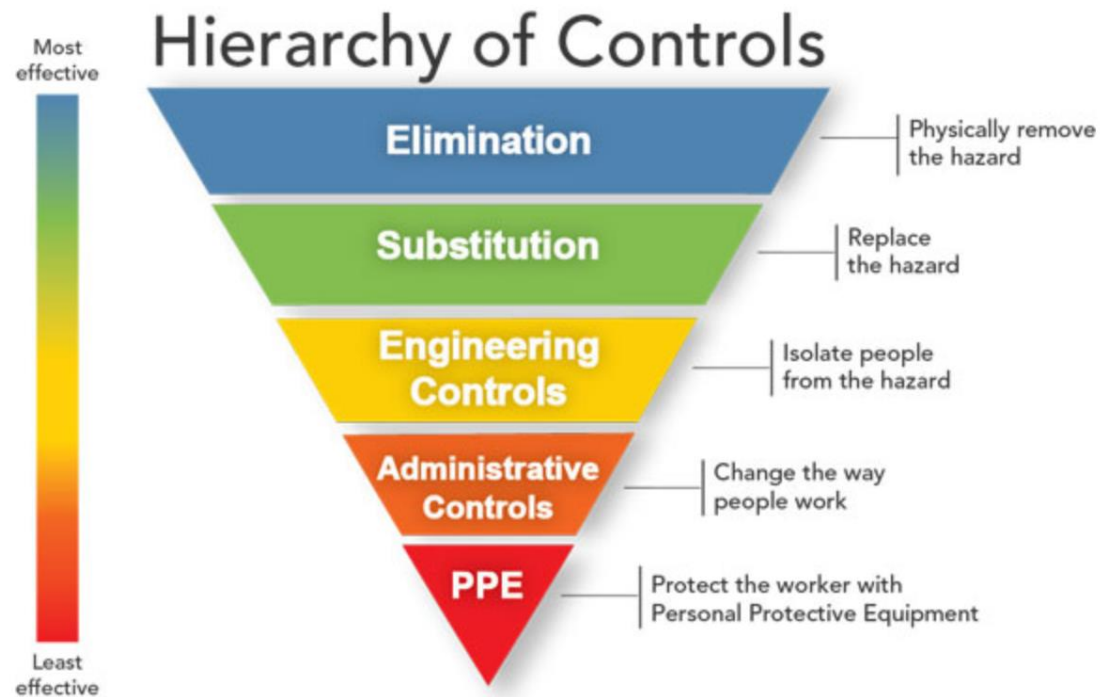 Hierarchy of Controls
Most
effective
Elimination
Physically remove
the hazard
Substitution
Replace
the hazard
Engineering
Controls
Isolate people
from the hazard
Administrative
Controls
Change the way
people work
PPE
Protect the worker with
Personal Protective Equipment
Least
effective